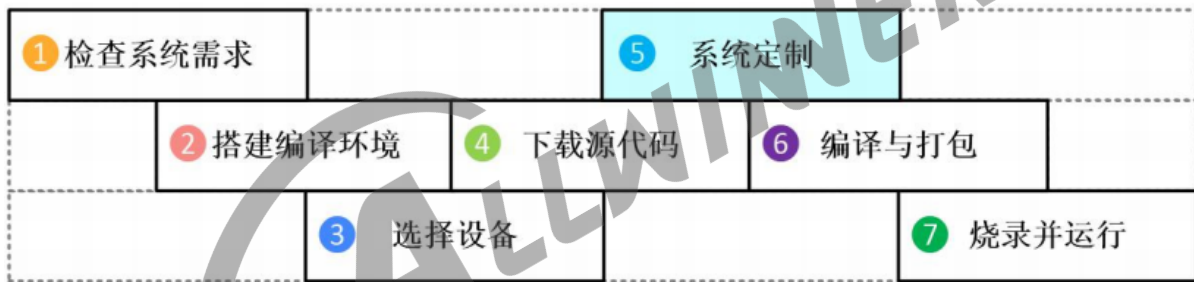 1 检查系统需求
5 系统定制
2 搭建编译环境
4 下载源代码
6 编译与打包
3 选择设备
7 烧录并运行
ALLWINNER